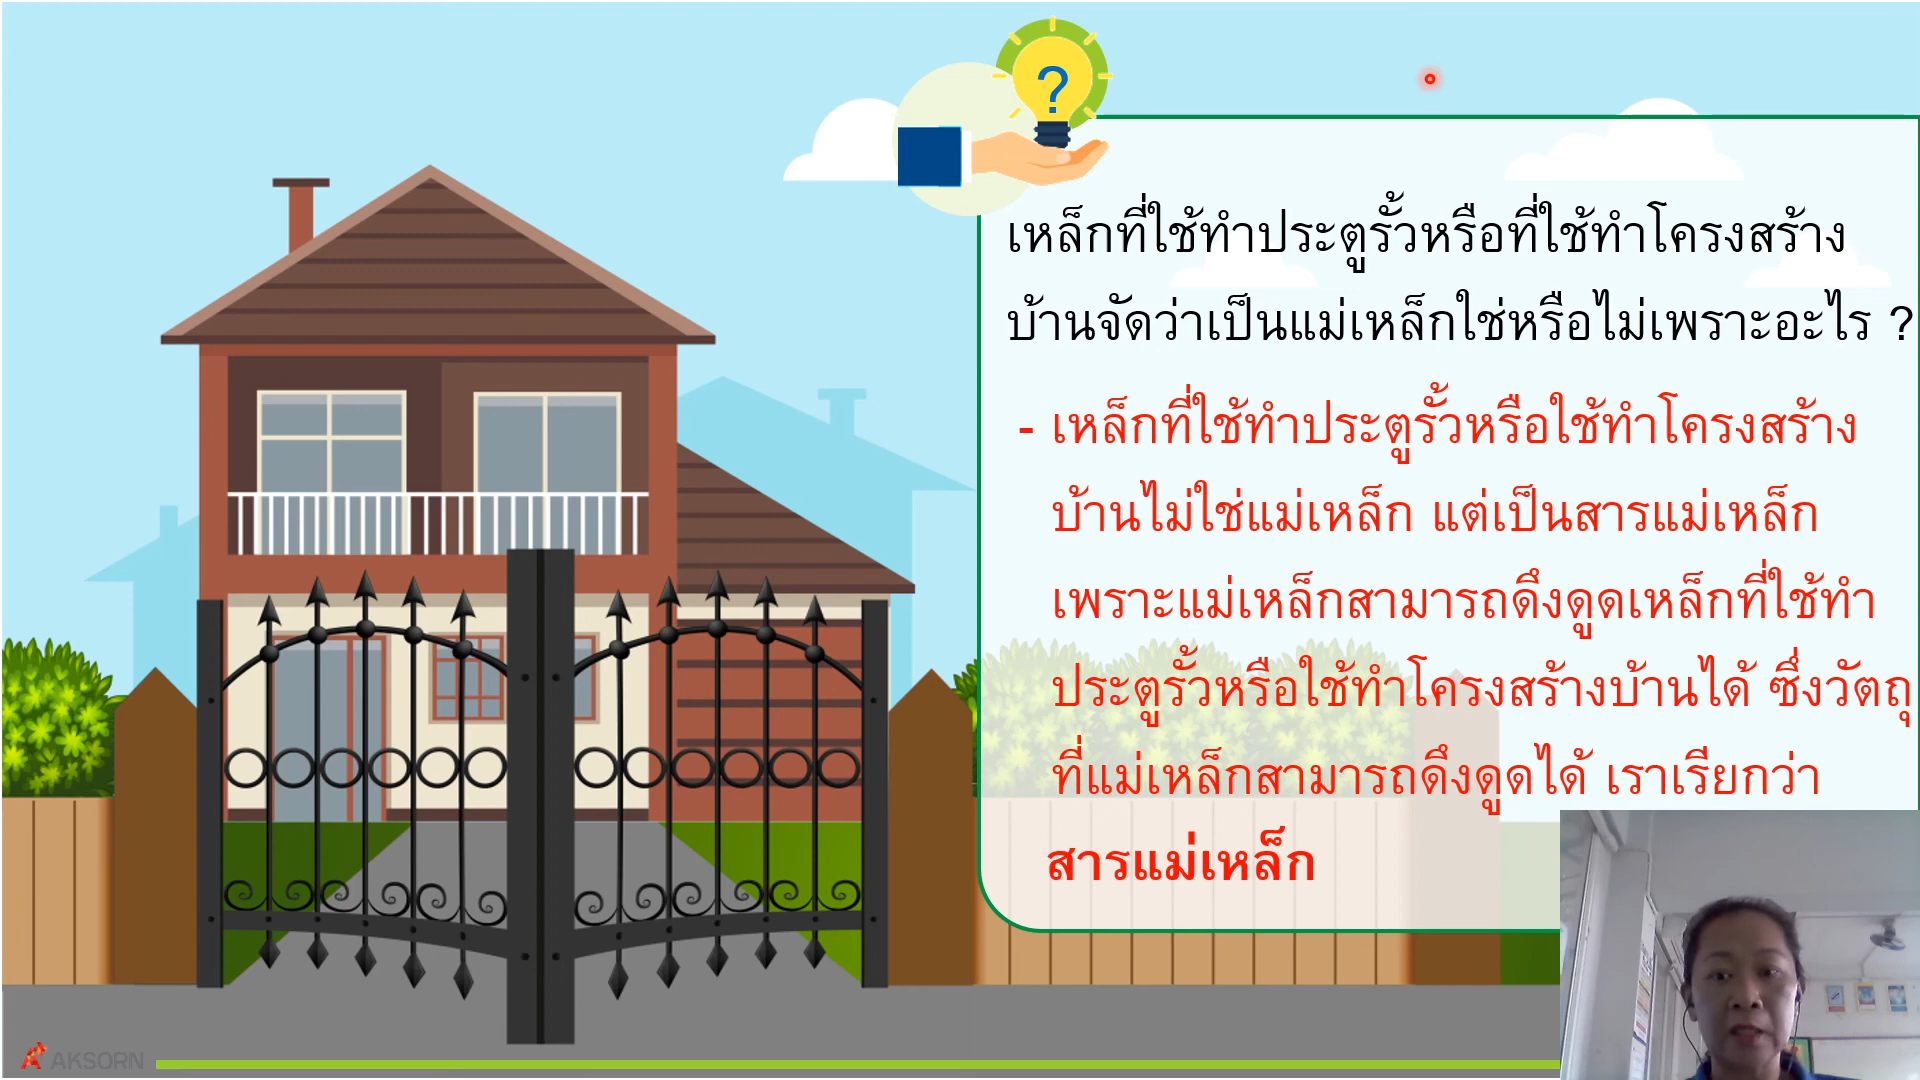 ?
เหล็กที่ใช้ทำประตูรั้วหรือที่ใช้ทำโครงสร้าง
บ้านจัดว่าเป็นแม่เหล็กใช่หรือไม่เพราะอะไร ?
- เหล็กที่ใช้ทำประตูรั้วหรือใช้ทำโครงสร้าง
บ้านไม่ใช่แม่เหล็ก แต่เป็นสารแม่เหล็ก
เพราะแม่เหล็กสามารถดึงดูดเหล็กที่ใช้ทำ
ประตูรั้วหรือใช้ทำโครงสร้างบ้านได้ ซึ่งวัตถุ
ที่แม่เหล็กสามารถดึงดูดได้ เราเรียกว่า
สารแม่เหล็ก
AKSORN